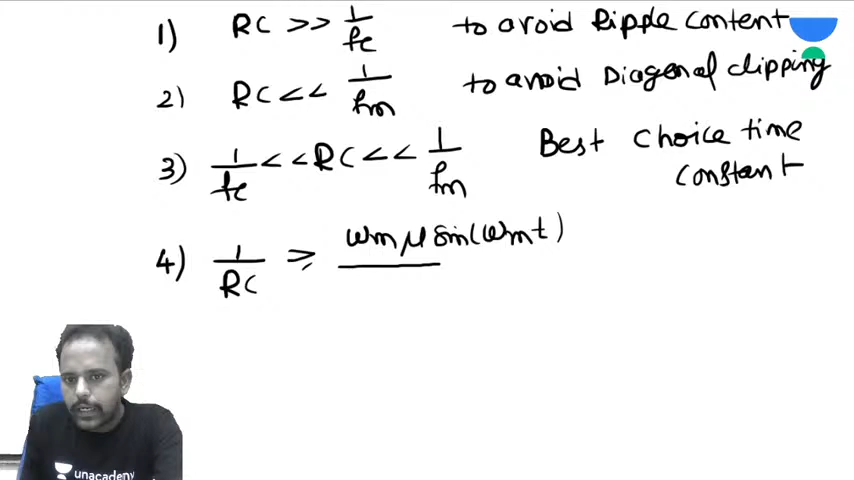 1) RC >> 1/fc to avoid Ripple content
2) RC << 1/fm to avoid Diagonal clipping
3) 1/fc << RC << 1/fm Best choice time constant
4) 1/RC ≥ ωm μ sin(ωm t)
unacademy